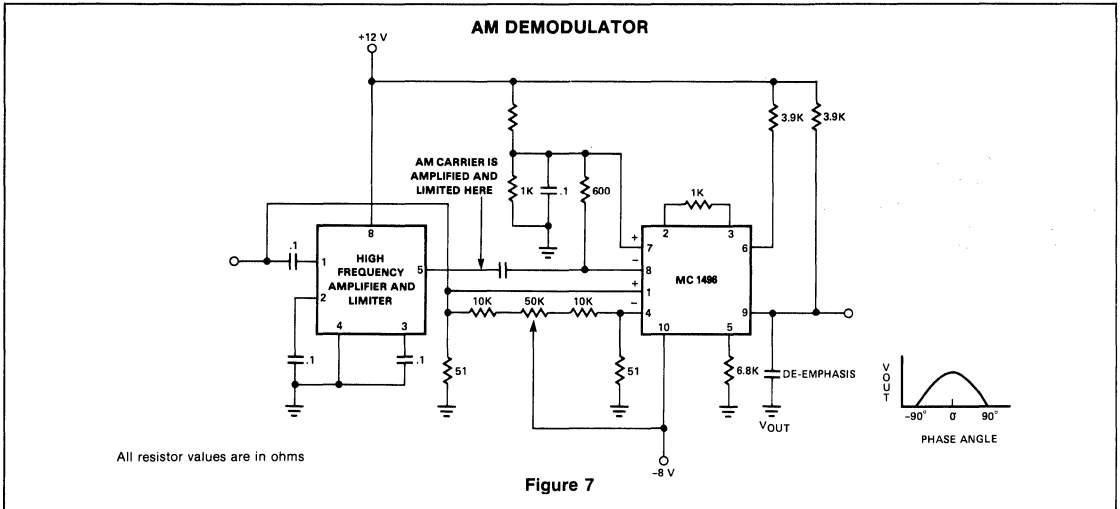 AM DEMODULATOR
+12 V
3.9K
3.9K
AM CARRIER IS
AMPLIFIED AND
LIMITED HERE
1K
.1
600
1K
8
2
3
.1
1
HIGH
FREQUENCY
AMPLIFIER AND
LIMITER
5
2
4
3
+
7
–
8
+
1
–
4
MC 1496
6
9
10
5
10K
50K
10K
.1
.1
51
51
6.8K
DE-EMPHASIS
VOUT
VOUT
-90°
0
90°
PHASE ANGLE
All resistor values are in ohms
-8 V
Figure 7